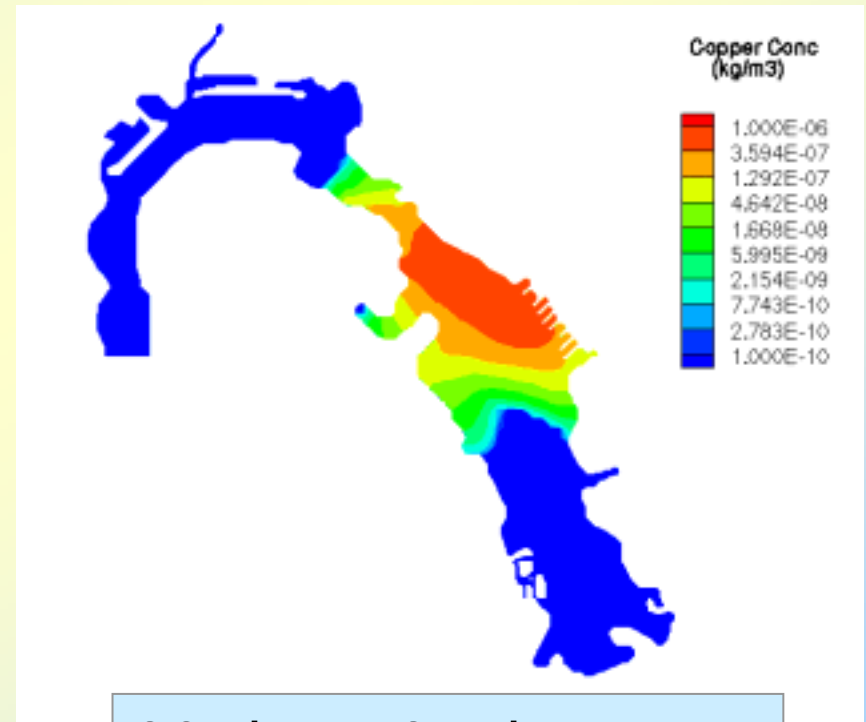 Copper Conc
(kg/m3)
1.000E-06
3.594E-07
1.292E-07
4.642E-08
1.668E-08
5.995E-09
2.154E-09
7.743E-10
2.783E-10
1.000E-10